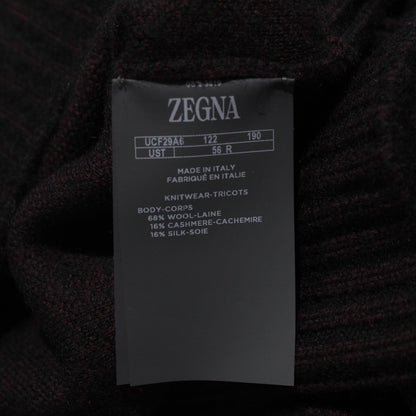 ZEGNA
UCF29A6 122 190
UST 56 R
MADE IN ITALY
FABRIQUÉ EN ITALIE
KNITWEAR-TRICOTS
BODY-CORPS
68% WOOL-LAINE
16% CASHMERE-CACHEMIRE
16% SILK-SOIE